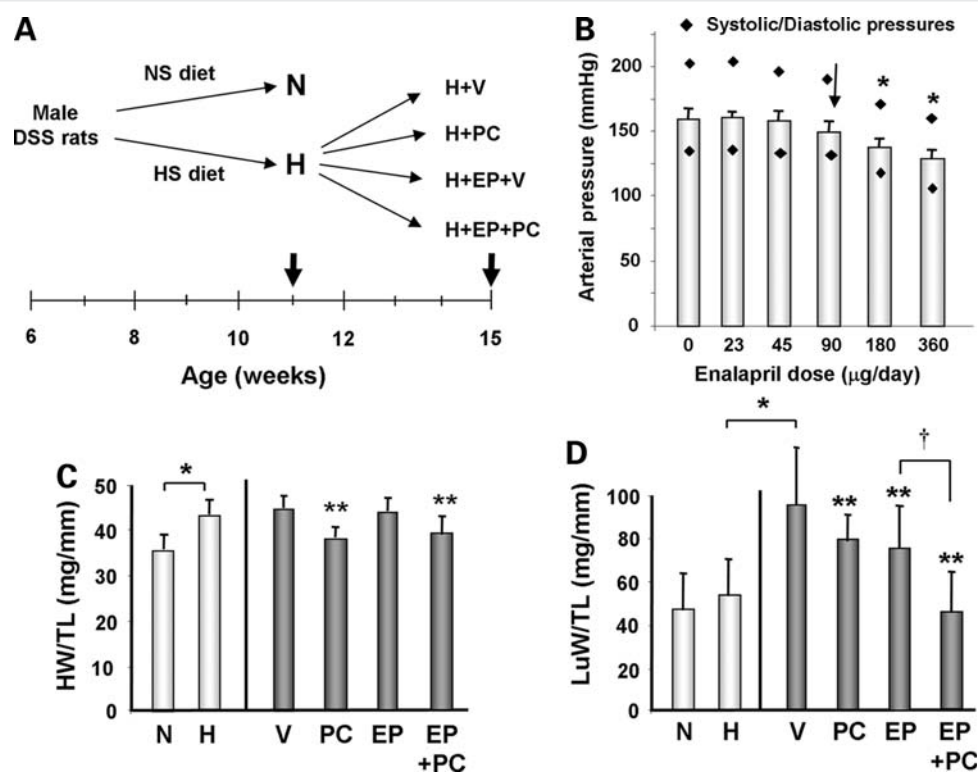 A
NS diet
N
Male
DSS rats
HS diet
H
H+V
H+PC
H+EP+V
H+EP+PC
6
8
10
12
15
Age (weeks)
B
◆ Systolic/Diastolic pressures
Arterial pressure (mmHg)
200
150
100
50
0
*
*
0 23 45 90 180 360
Enalapril dose (μg/day)
C
HW/TL (mg/mm)
50
40
30
20
10
0
*
**
**
N H V PC EP EP
+PC
D
LuW/TL (mg/mm)
100
80
60
40
20
0
*
†
**
**
**
N H V PC EP EP
+PC